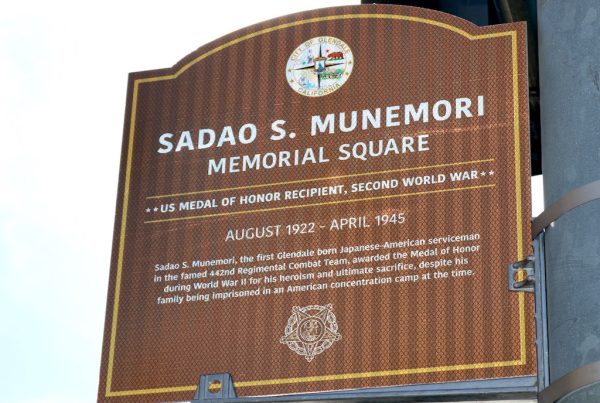 CITY OF GLENDALE
CALIFORNIA
SADAO S. MUNEMORI
MEMORIAL SQUARE
★★US MEDAL OF HONOR RECIPIENT, SECOND WORLD WAR★★
AUGUST 1922 - APRIL 1945
Sadao S. Munemori, the first Glendale born Japanese-American serviceman
in the famed 442nd Regimental Combat Team, awarded the Medal of Honor
during World War II for his heroism and ultimate sacrifice, despite his
family being imprisoned in an American concentration camp at the time.